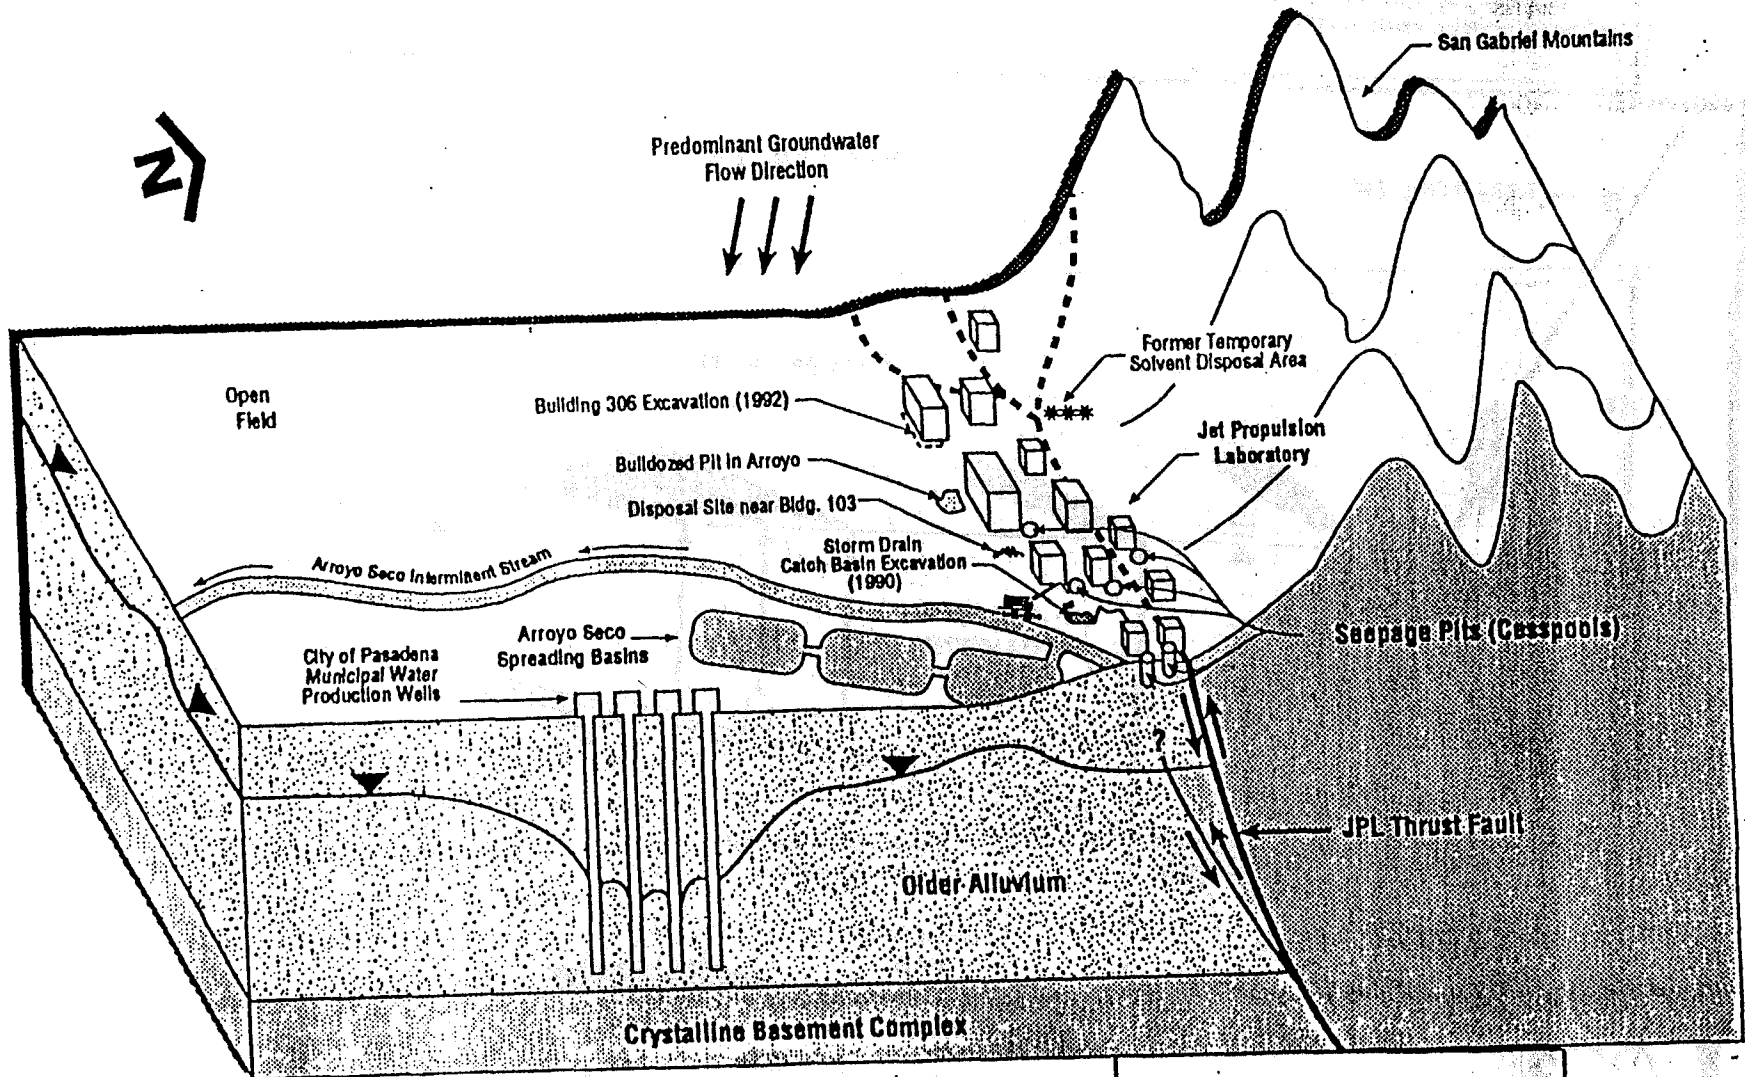 San Gabriel Mountains
Predominant Groundwater
Flow Direction
N
Former Temporary
Solvent Disposal Area
Open
Field
Building 306 Excavation (1992)
Jet Propulsion
Laboratory
Bulldozed Pit in Arroyo
Disposal Site near Bldg. 103
Storm Drain
Catch Basin Excavation
(1990)
Arroyo Seco Interminent Stream
Arroyo Seco
Spreading Basins
Seepage Pits (Cesspools)
City of Pasadena
Municipal Water
Production Wells
?
JPL Thrust Fault
Older Alluvium
Crystalline Basement Complex